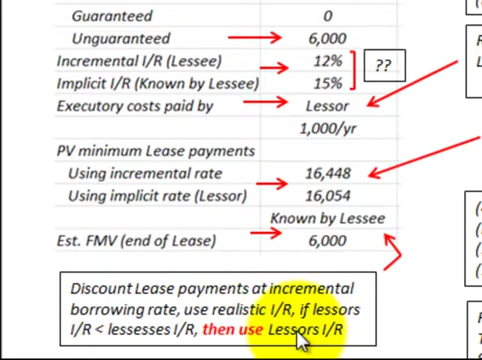 Guaranteed 0
Unguaranteed 6,000
Incremental I/R (Lessee) 12%
??
Implicit I/R (Known by Lessee) 15%
Executory costs paid by Lessor
1,000/yr
PV minimum Lease payments
Using incremental rate 16,448
Using implicit rate (Lessor) 16,054
Known by Lessee
Est. FMV (end of Lease) 6,000
Discount Lease payments at incremental
borrowing rate, use realistic I/R, if lessors
I/R < lessesses I/R, then use Lessors I/R